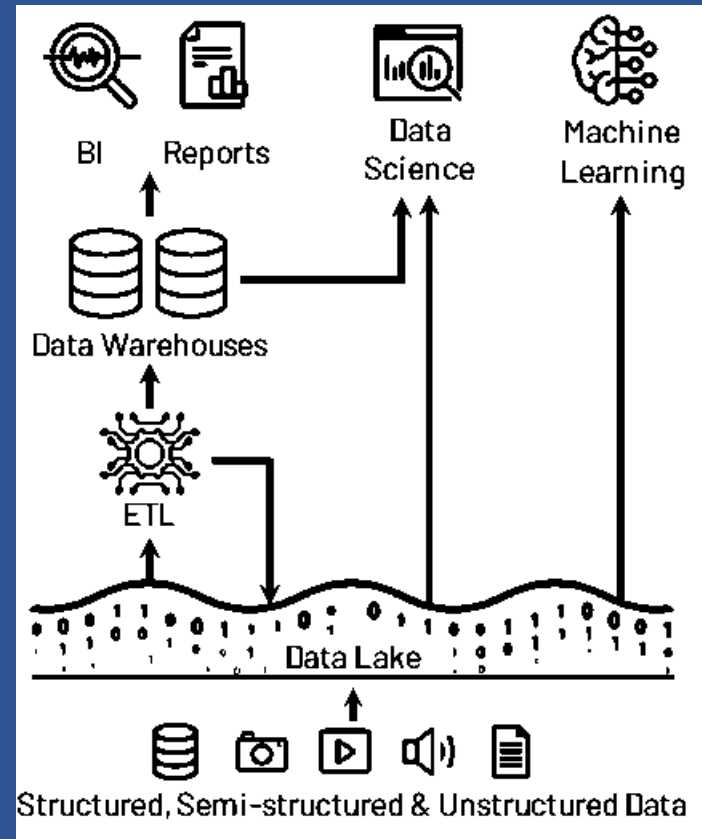 BI Reports
Data
Science
Machine
Learning
Data Warehouses
ETL
Data Lake
Structured, Semi-structured & Unstructured Data